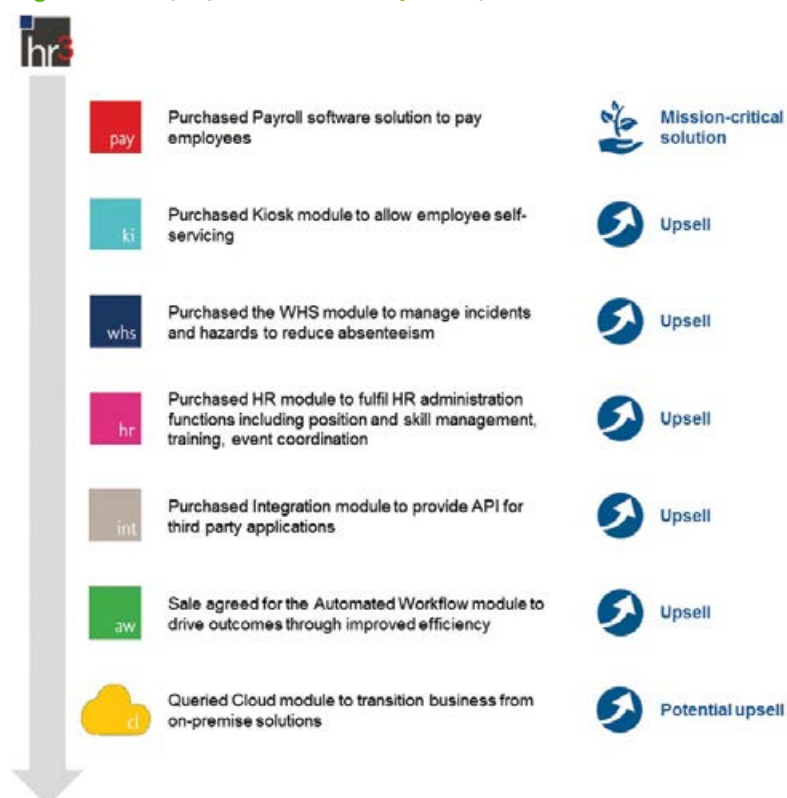 hr3
pay
Purchased Payroll software solution to pay
employees
Mission-critical
solution
ki
Purchased Kiosk module to allow employee self-
servicing
Upsell
whs
Purchased the WHS module to manage incidents
and hazards to reduce absenteeism
Upsell
hr
Purchased HR module to fulfil HR administration
functions including position and skill management,
training, event coordination
Upsell
int
Purchased Integration module to provide API for
third party applications
Upsell
aw
Sale agreed for the Automated Workflow module to
drive outcomes through improved efficiency
Upsell
cl
Queried Cloud module to transition business from
on-premise solutions
Potential upsell